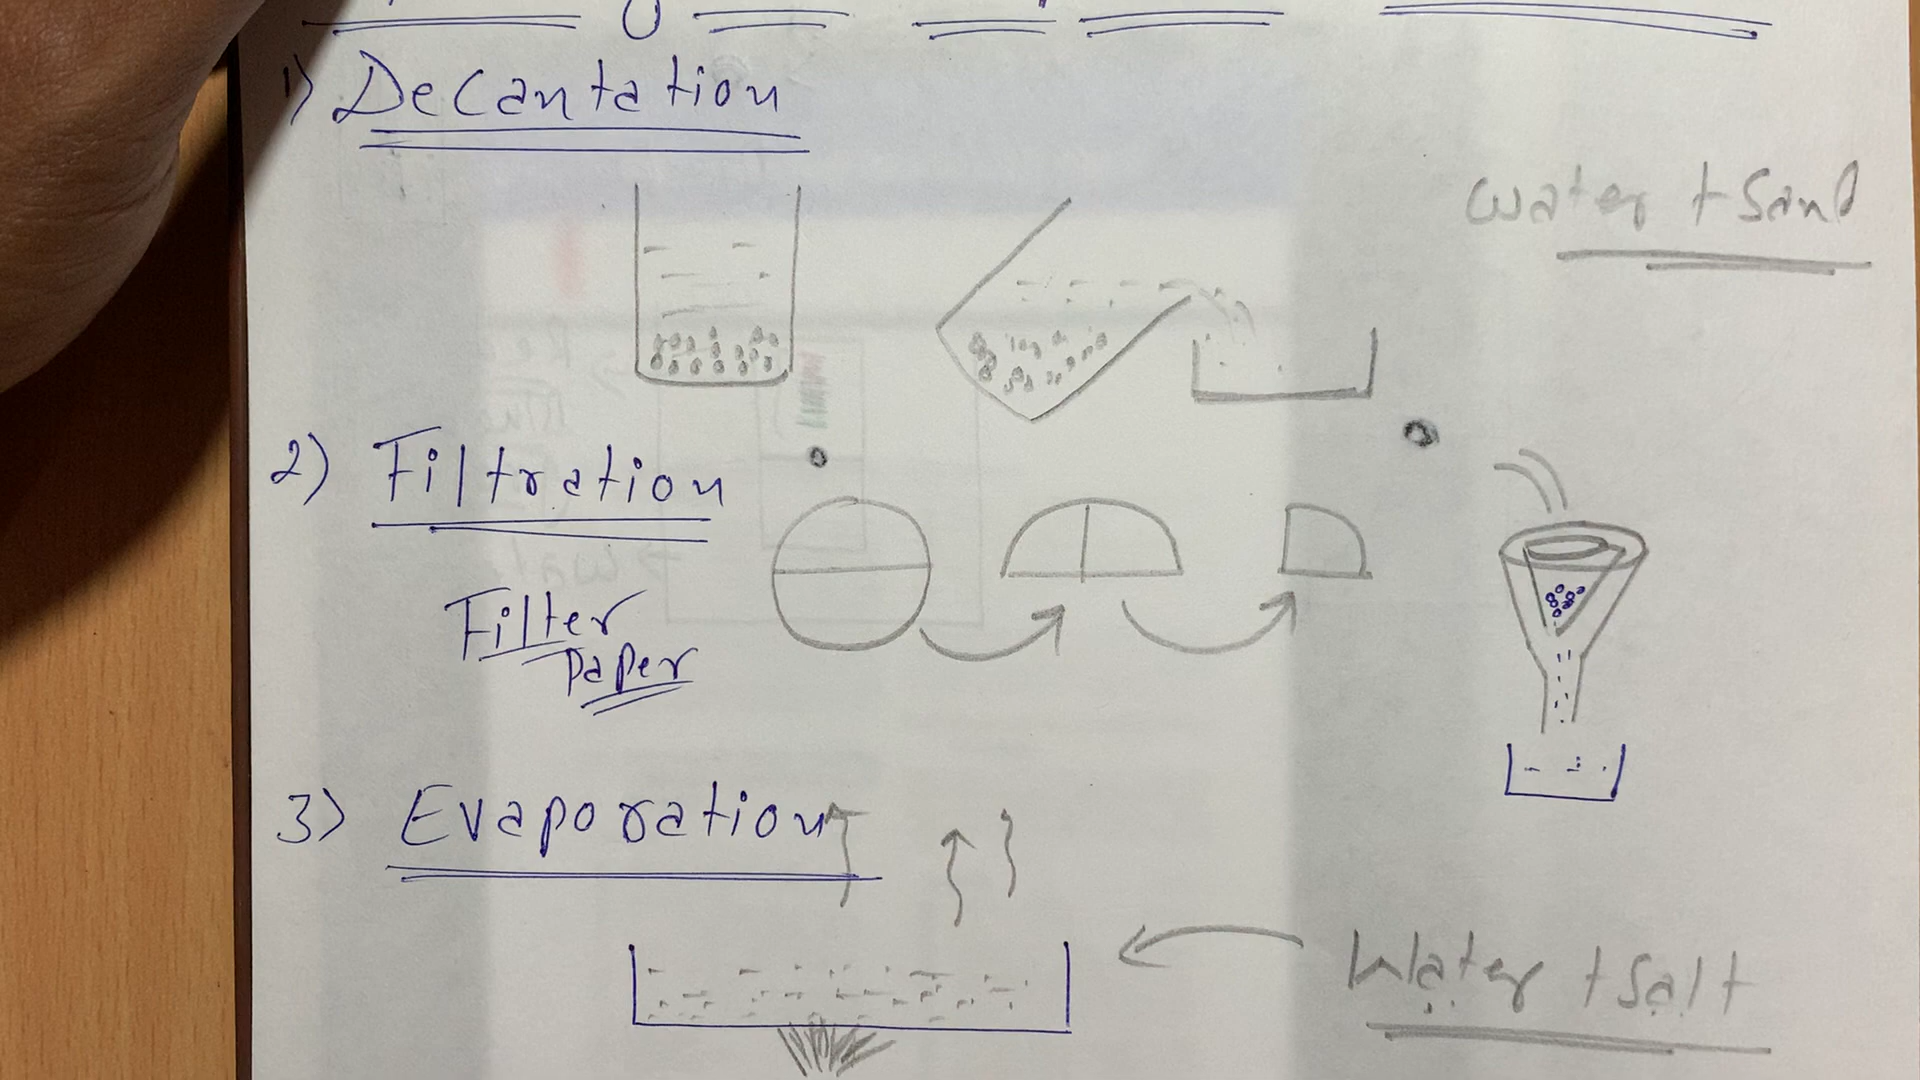 1) Decantation
water + Sand
2) Filtration
Filter
Paper
3) Evaporation
Water + Salt